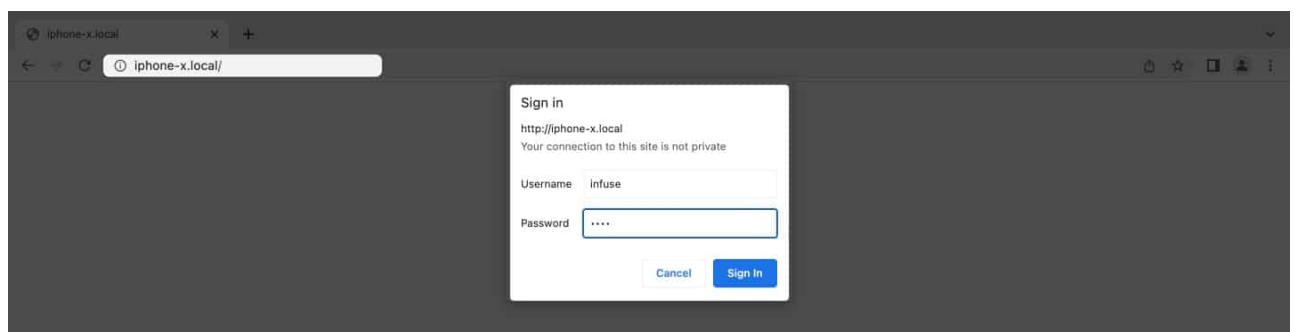 iphone-x.local
iphone-x.local/
Sign in
http://iphone-x.local
Your connection to this site is not private
Username infuse
Password ····
Cancel Sign In